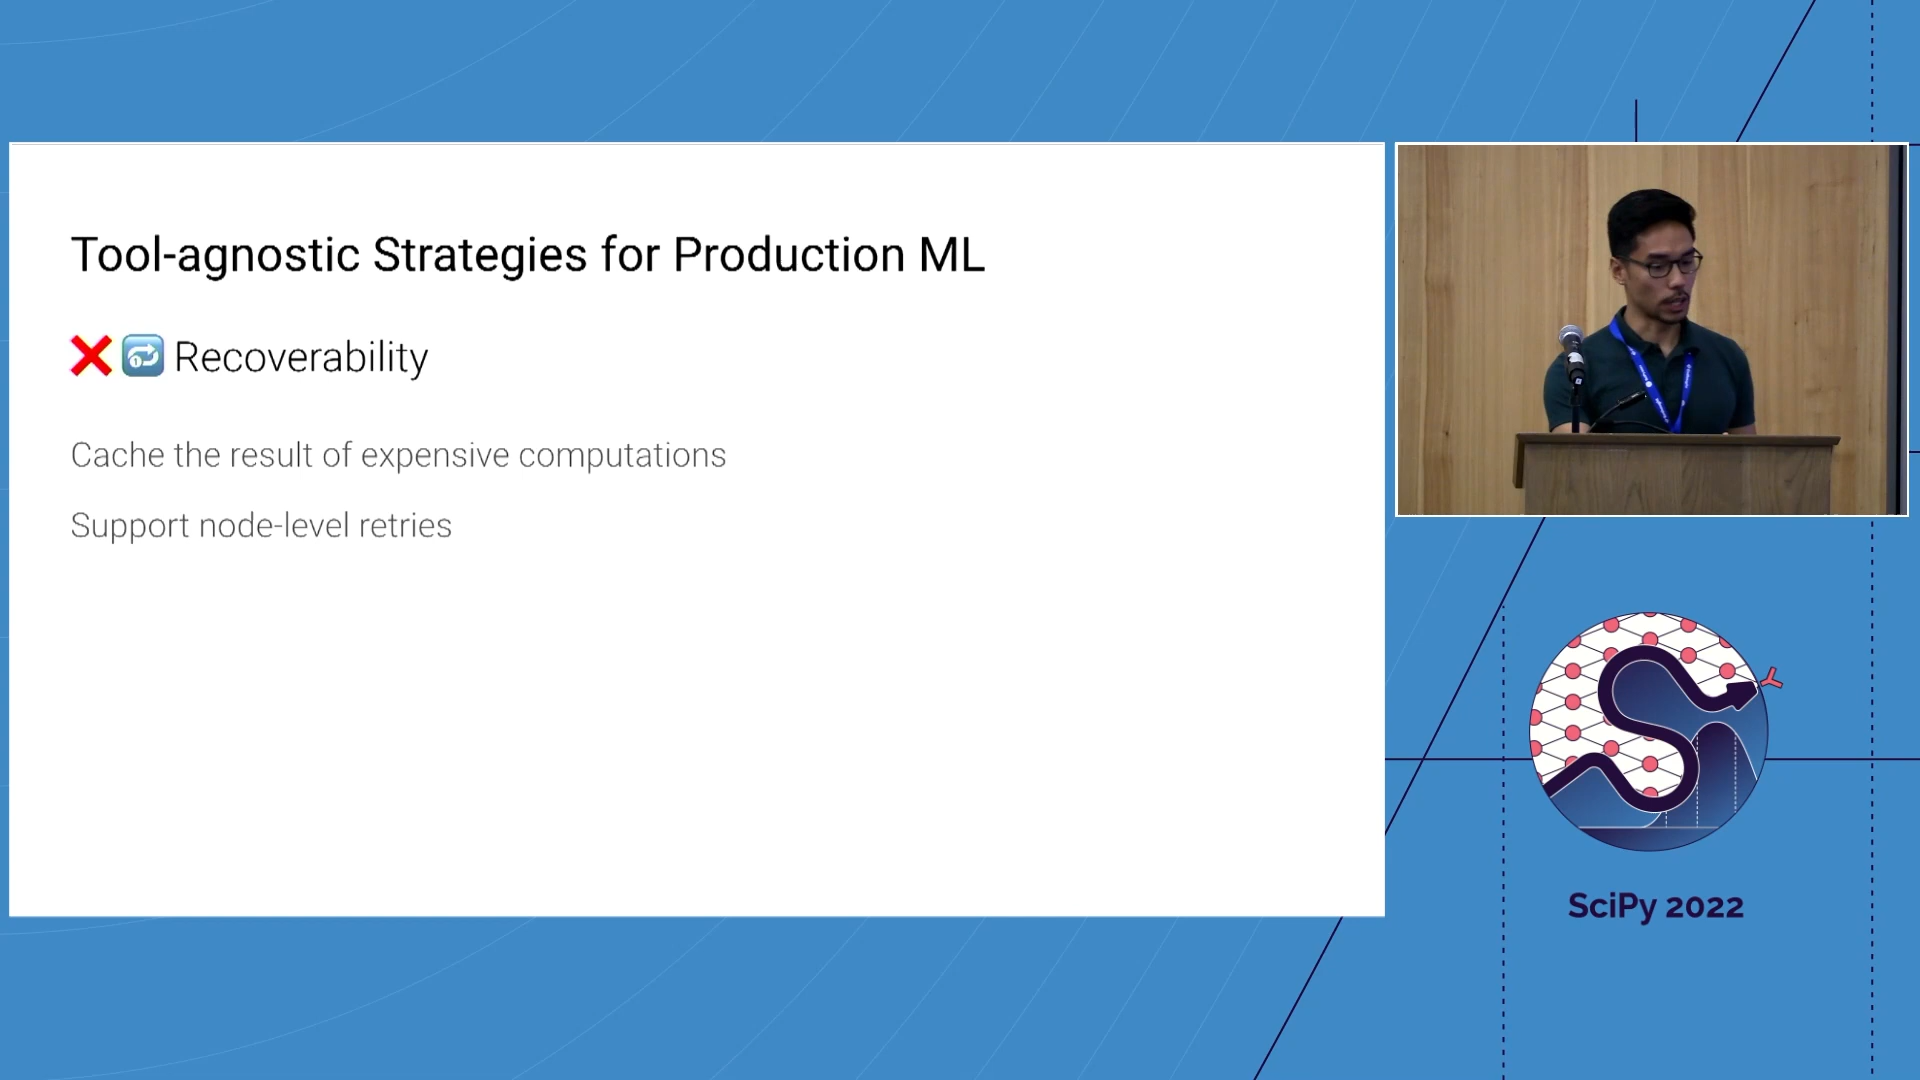 Tool-agnostic Strategies for Production ML
❌ 🔂 Recoverability
Cache the result of expensive computations
Support node-level retries
SciPy 2022